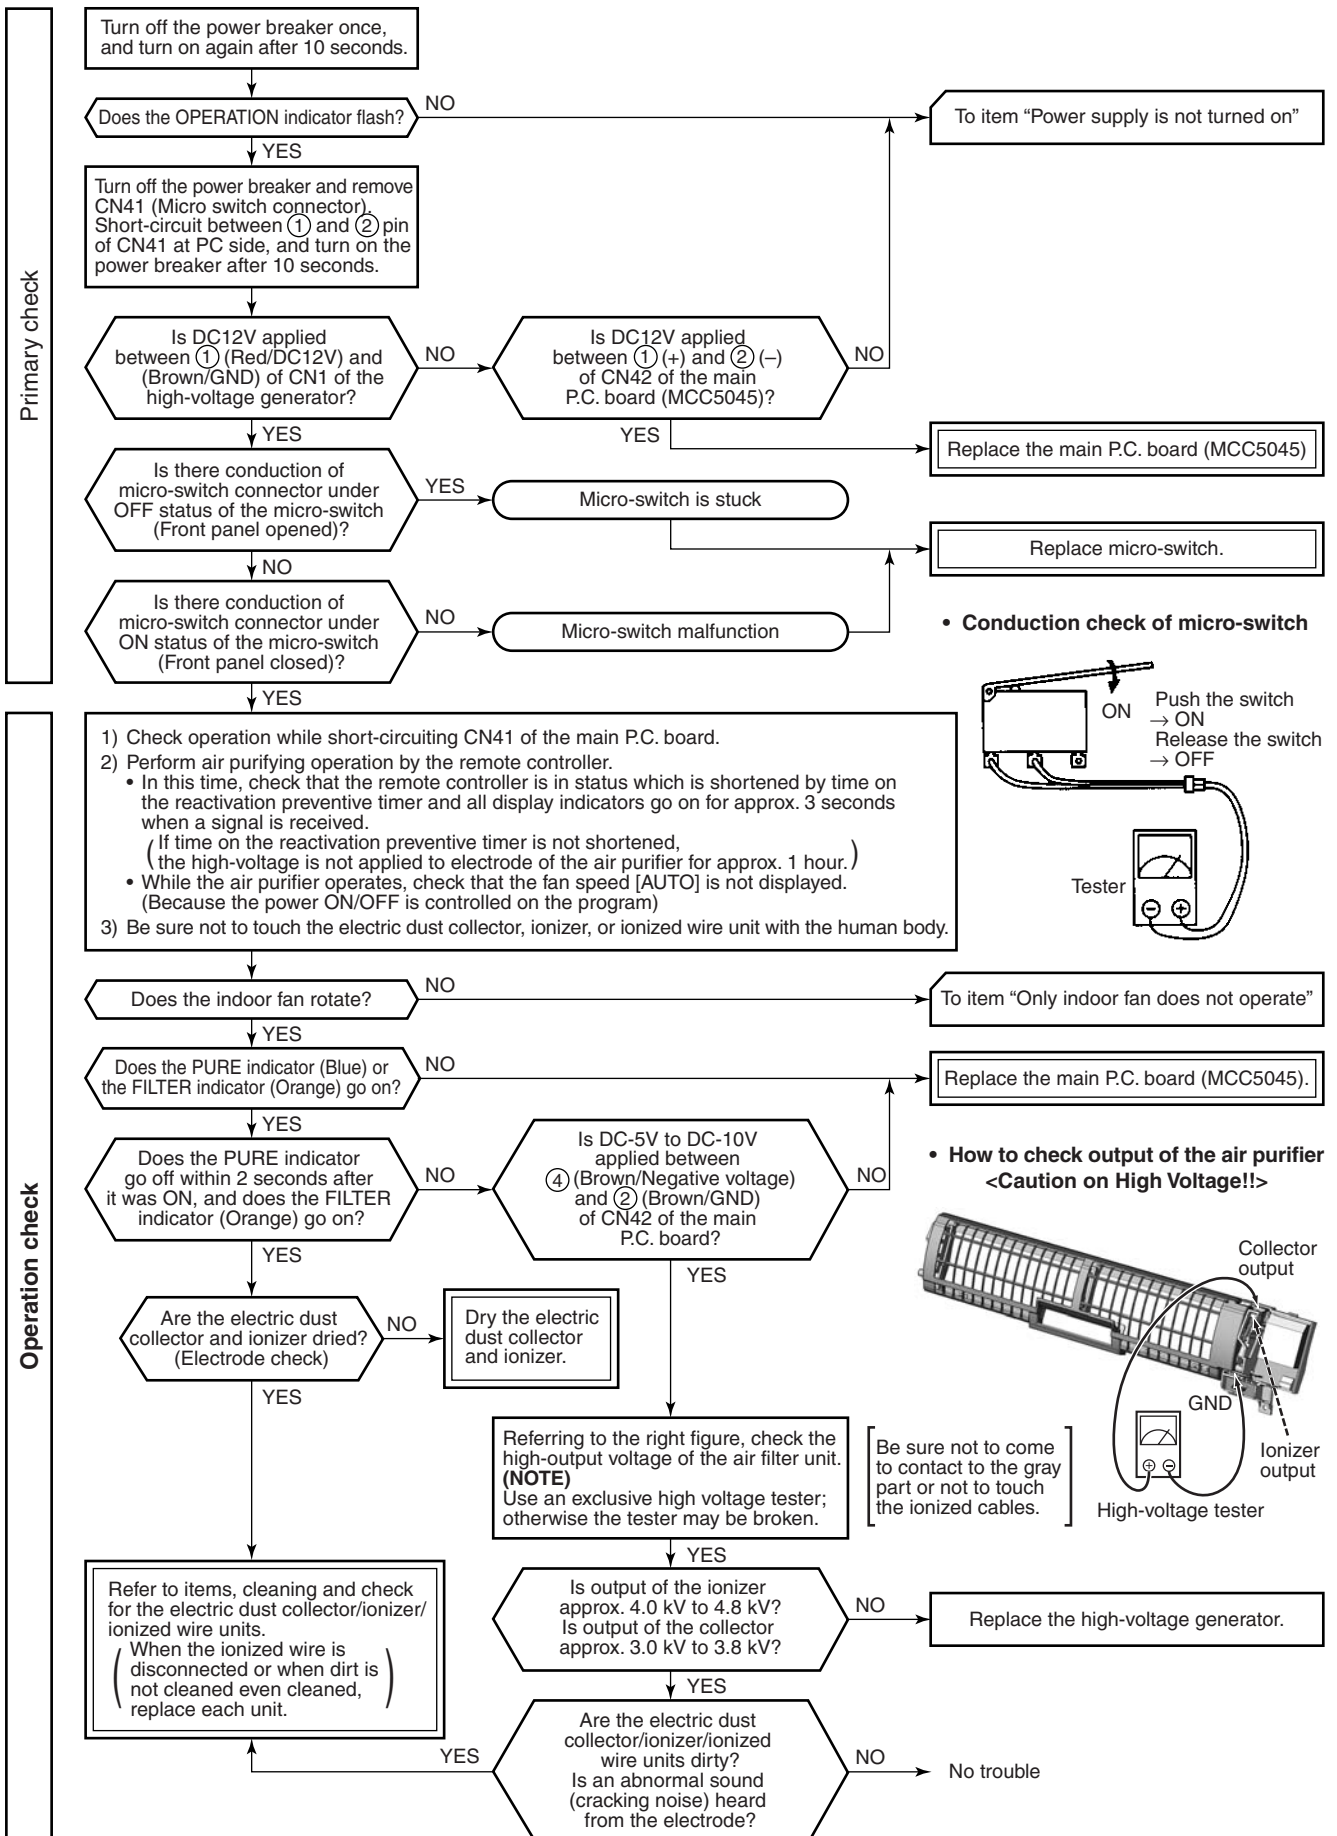 Primary check
Turn off the power breaker once,
and turn on again after 10 seconds.
Does the OPERATION indicator flash?
NO
To item “Power supply is not turned on”
YES
Turn off the power breaker and remove
CN41 (Micro switch connector).
Short-circuit between ① and ② pin
of CN41 at PC side, and turn on the
power breaker after 10 seconds.
Is DC12V applied
between ① (Red/DC12V) and
(Brown/GND) of CN1 of the
high-voltage generator?
NO
Is DC12V applied
between ① (+) and ② (–)
of CN42 of the main
P.C. board (MCC5045)?
NO
YES
YES
Replace the main P.C. board (MCC5045)
Is there conduction of
micro-switch connector under
OFF status of the micro-switch
(Front panel opened)?
YES
Micro-switch is stuck
Replace micro-switch.
NO
Is there conduction of
micro-switch connector under
ON status of the micro-switch
(Front panel closed)?
NO
Micro-switch malfunction
YES
• Conduction check of micro-switch
ON
Push the switch
→ ON
Release the switch
→ OFF
Tester
⊖ ⊕
Operation check
1) Check operation while short-circuiting CN41 of the main P.C. board.
2) Perform air purifying operation by the remote controller.
• In this time, check that the remote controller is in status which is shortened by time on
the reactivation preventive timer and all display indicators go on for approx. 3 seconds
when a signal is received.
(If time on the reactivation preventive timer is not shortened,
the high-voltage is not applied to electrode of the air purifier for approx. 1 hour.)
• While the air purifier operates, check that the fan speed [AUTO] is not displayed.
(Because the power ON/OFF is controlled on the program)
3) Be sure not to touch the electric dust collector, ionizer, or ionized wire unit with the human body.
Does the indoor fan rotate?
NO
To item “Only indoor fan does not operate”
YES
Does the PURE indicator (Blue) or
the FILTER indicator (Orange) go on?
NO
Replace the main P.C. board (MCC5045).
YES
Does the PURE indicator
go off within 2 seconds after
it was ON, and does the FILTER
indicator (Orange) go on?
NO
Is DC-5V to DC-10V
applied between
④ (Brown/Negative voltage)
and ② (Brown/GND)
of CN42 of the main
P.C. board?
NO
YES
YES
• How to check output of the air purifier
<Caution on High Voltage!!>
Collector
output
GND
Ionizer
output
⊕ ⊖
High-voltage tester
Are the electric dust
collector and ionizer dried?
(Electrode check)
NO
Dry the electric
dust collector
and ionizer.
YES
Referring to the right figure, check the
high-output voltage of the air filter unit.
(NOTE)
Use an exclusive high voltage tester;
otherwise the tester may be broken.
[Be sure not to come
to contact to the gray
part or not to touch
the ionized cables.]
YES
Refer to items, cleaning and check
for the electric dust collector/ionizer/
ionized wire units.
(When the ionized wire is
disconnected or when dirt is
not cleaned even cleaned,
replace each unit.)
Is output of the ionizer
approx. 4.0 kV to 4.8 kV?
Is output of the collector
approx. 3.0 kV to 3.8 kV?
NO
Replace the high-voltage generator.
YES
Are the electric dust
collector/ionizer/ionized
wire units dirty?
Is an abnormal sound
(cracking noise) heard
from the electrode?
YES
NO
No trouble